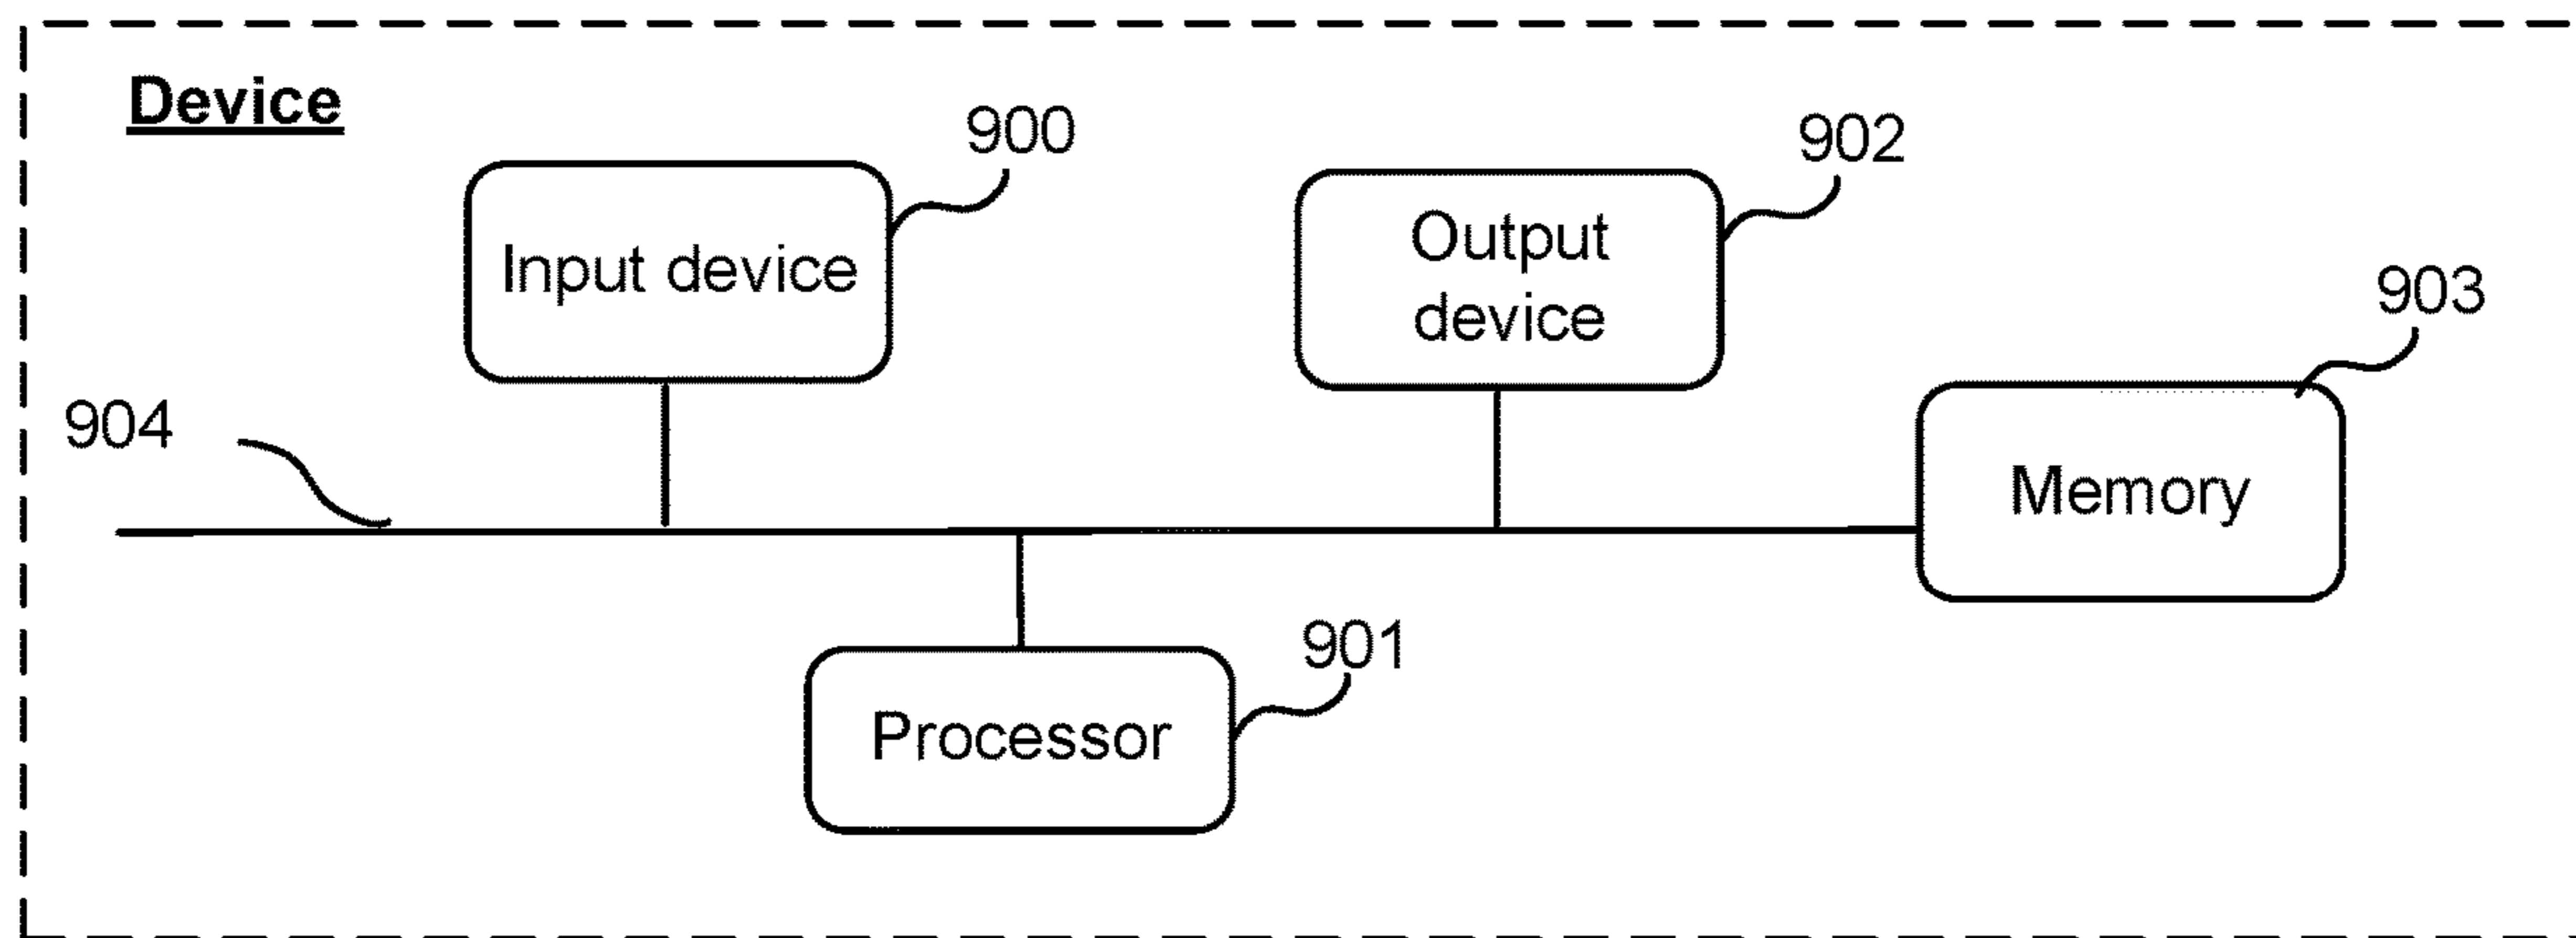 Device
900
902
Input device
Output
device
903
904
Memory
901
Processor